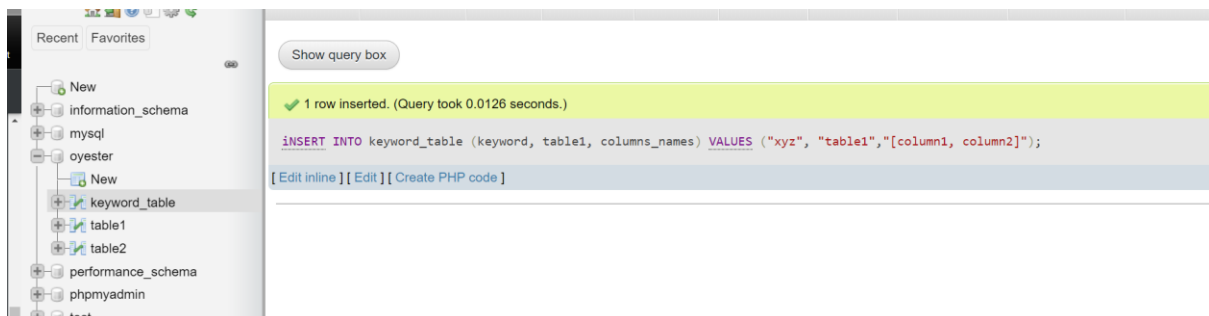 Recent Favorites
New
information_schema
mysql
oyester
New
keyword_table
table1
table2
performance_schema
phpmyadmin
Show query box
1 row inserted. (Query took 0.0126 seconds.)
iNSERT INTO keyword_table (keyword, table1, columns_names) VALUES ("xyz", "table1","[column1, column2]");
[ Edit inline ] [ Edit ] [ Create PHP code ]